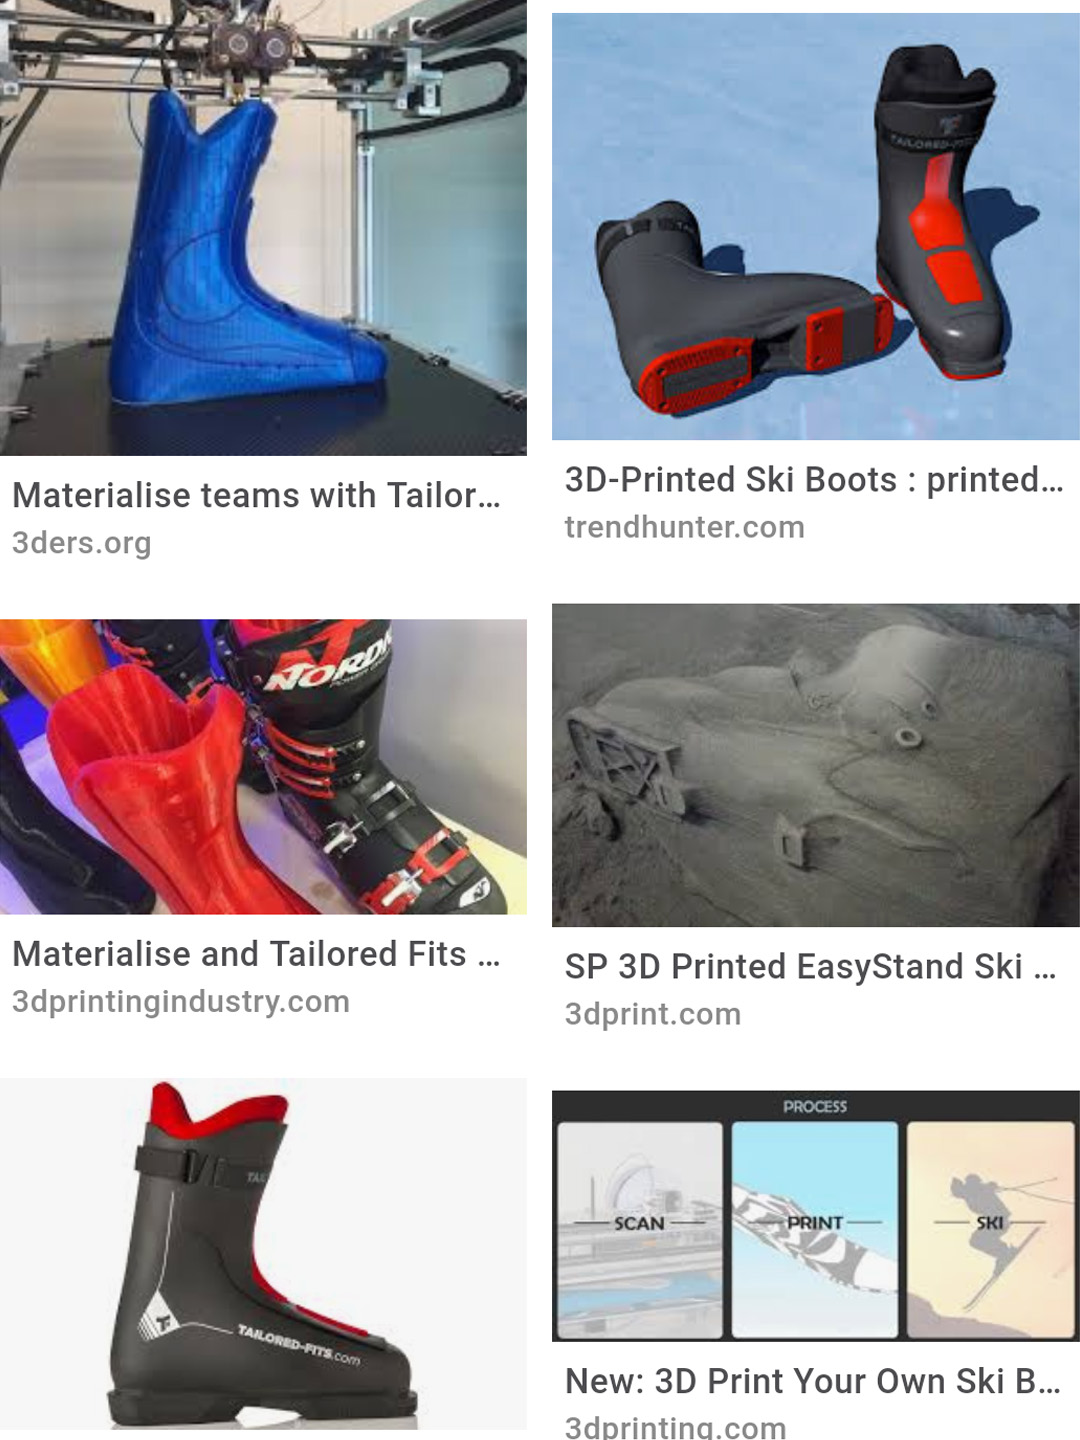 TAILORED-FITS
Materialise teams with Tailor...
3ders.org
3D-Printed Ski Boots : printed...
trendhunter.com
NORDI
Materialise and Tailored Fits ...
3dprintingindustry.com
SP 3D Printed EasyStand Ski ...
3dprint.com
TAIL
TAILORED-FITS.com
PROCESS
SCAN
PRINT
SKI
New: 3D Print Your Own Ski B...
3dprinting.com